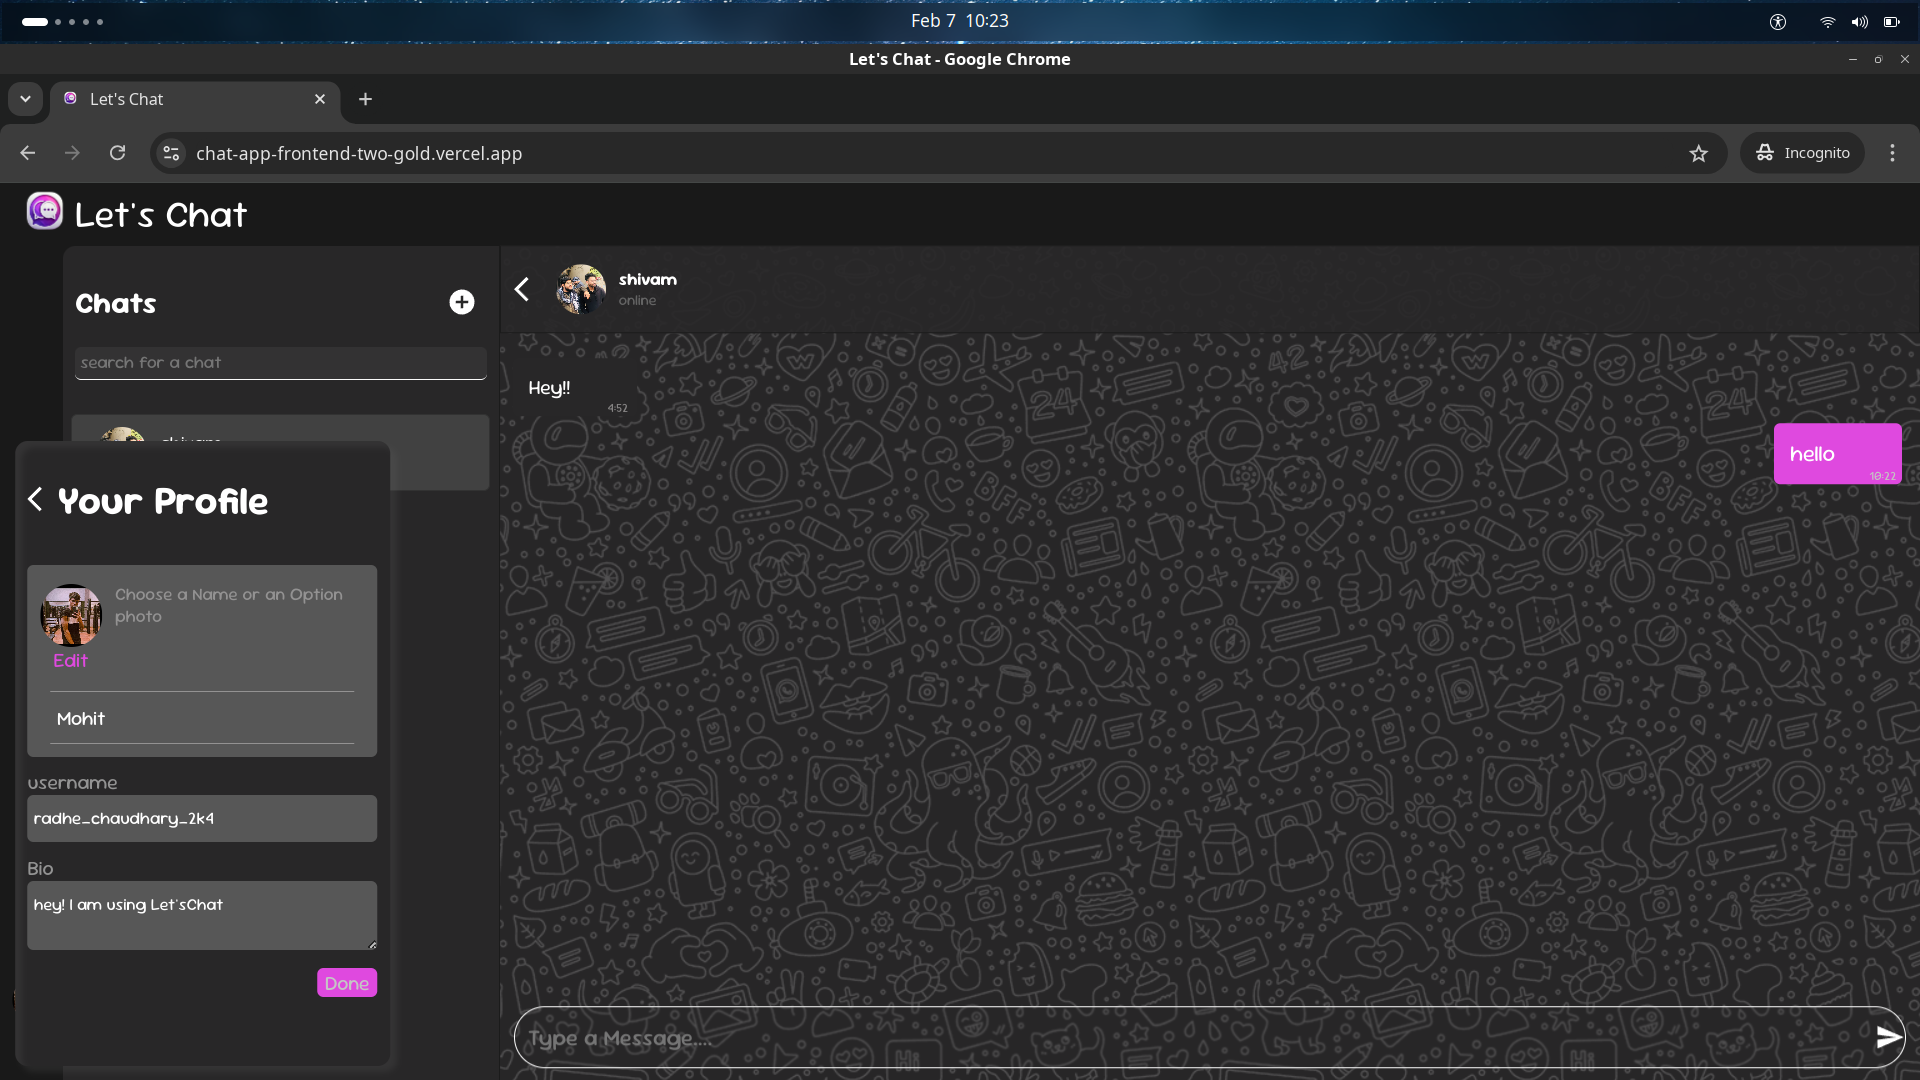 Feb 7 10:23
Let's Chat - Google Chrome
Let's Chat
chat-app-frontend-two-gold.vercel.app
Incognito
Let's Chat
Chats
search for a chat
shivam
online
Hey!!
4:52
hello
10:22
Your Profile
Choose a Name or an Option
photo
Edit
Mohit
username
radhe_chaudhary_2k4
Bio
hey! I am using Let'sChat
Done
Type a Message....